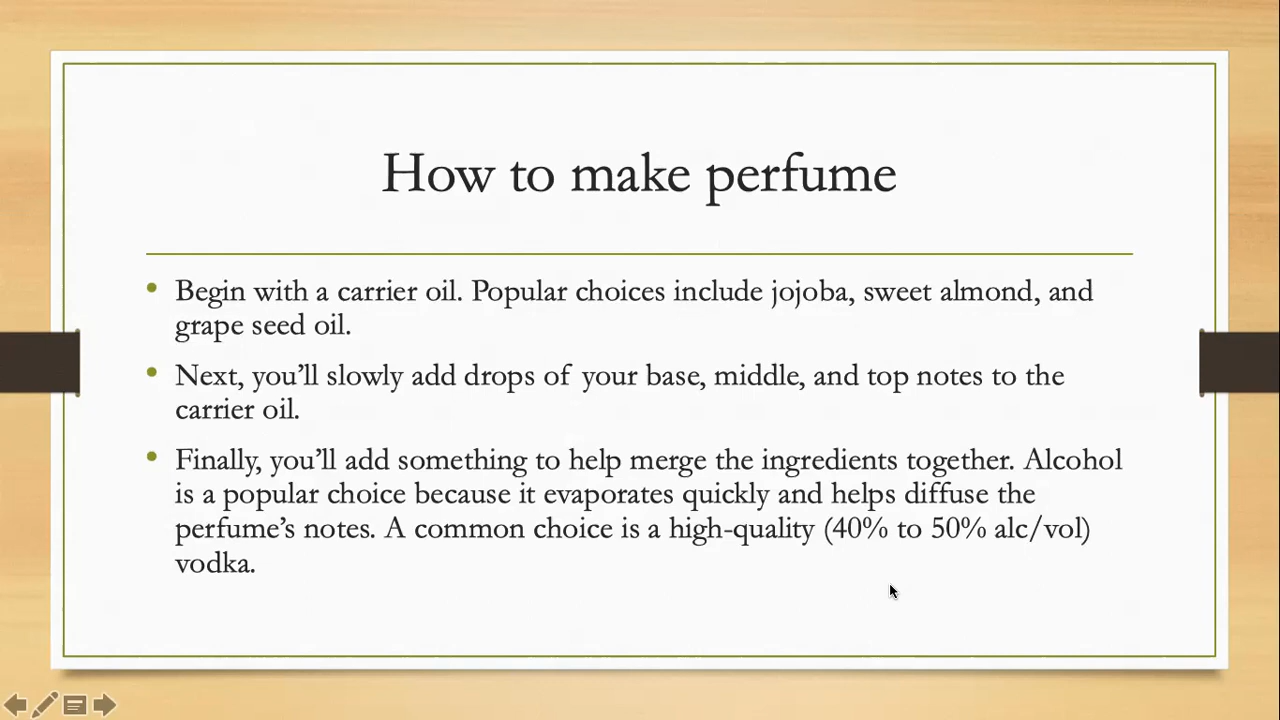 How to make perfume
Begin with a carrier oil. Popular choices include jojoba, sweet almond, and
grape seed oil.
Next, you’ll slowly add drops of your base, middle, and top notes to the
carrier oil.
Finally, you’ll add something to help merge the ingredients together. Alcohol
is a popular choice because it evaporates quickly and helps diffuse the
perfume’s notes. A common choice is a high-quality (40% to 50% alc/vol)
vodka.